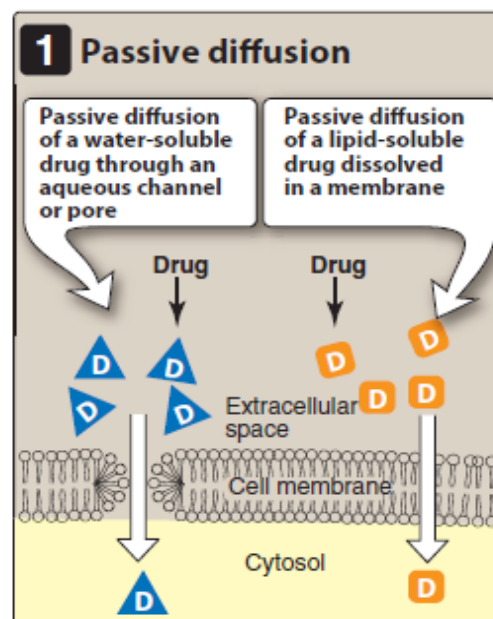 1 Passive diffusion
Passive diffusion
of a water-soluble
drug through an
aqueous channel
or pore
Passive diffusion
of a lipid-soluble
drug dissolved
in a membrane
Drug
Drug
D
D
D
D
D
D
D
D
Extracellular
space
Cell membrane
Cytosol
D
D